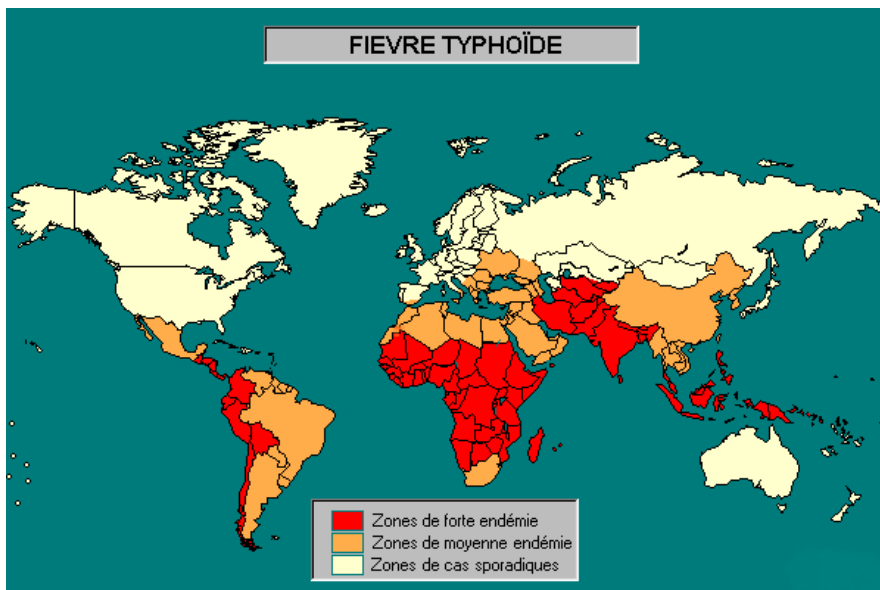 FIEVRE TYPHOÏDE
Zones de forte endémie
Zones de moyenne endémie
Zones de cas sporadiques